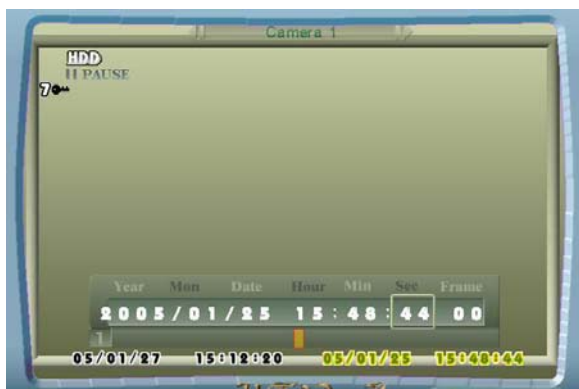 Camera 1
HDD
II PAUSE
7
Year Mon Date Hour Min Sec Frame
2005/01/25 15:48:44 00
1
05/01/27 15:12:20 05/01/25 15:48:44